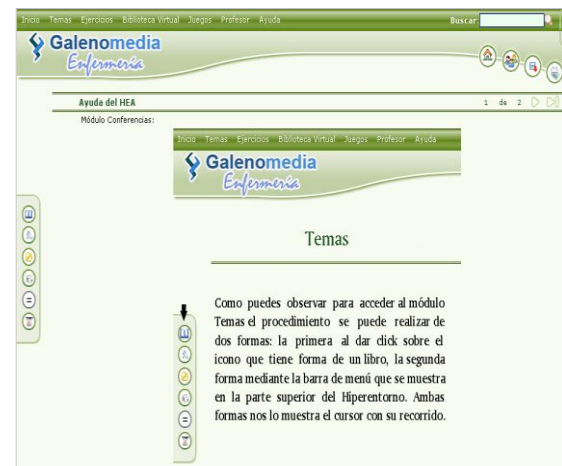 Inicio Temas Ejercicios Biblioteca Virtual Juegos Profesor Ayuda Buscar
Galenomedia
Enfermería
Ayuda del HEA 1 de 2
Módulo Conferencias:
Inicio Temas Ejercicios Biblioteca Virtual Juegos Profesor Ayuda
Galenomedia
Enfermería
Temas
Como puedes observar para acceder al módulo
Temas el procedimiento se puede realizar de
dos formas: la primera al dar click sobre el
icono que tiene forma de un libro, la segunda
forma mediante la barra de menú que se muestra
en la parte superior del Hiperentorno. Ambas
formas nos lo muestra el cursor con su recorrido.